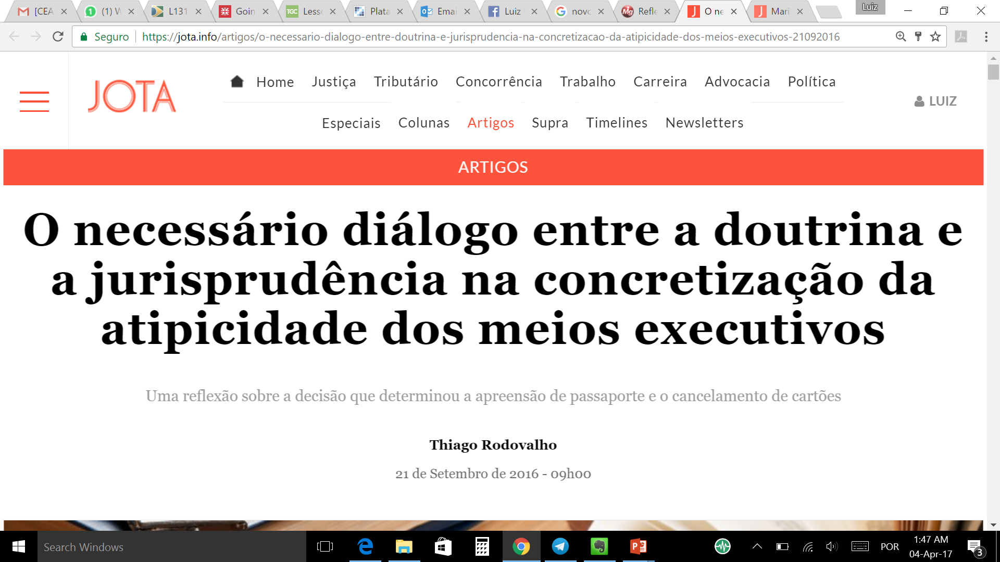 [CEA
(1) W
L131
Goin
Lesso
Plata
Emai
Luiz
novo
Refle
O ne
Mari
Luiz
Seguro
https://jota.info/artigos/o-necessario-dialogo-entre-doutrina-e-jurisprudencia-na-concretizacao-da-atipicidade-dos-meios-executivos-21092016
JOTA
Home Justiça Tributário Concorrência Trabalho Carreira Advocacia Política
LUIZ
Especiais Colunas Artigos Supra Timelines Newsletters
ARTIGOS
O necessário diálogo entre a doutrina e
a jurisprudência na concretização da
atipicidade dos meios executivos
Uma reflexão sobre a decisão que determinou a apreensão de passaporte e o cancelamento de cartões
Thiago Rodovalho
21 de Setembro de 2016 - 09h00
Search Windows
POR
1:47 AM
04-Apr-17
3